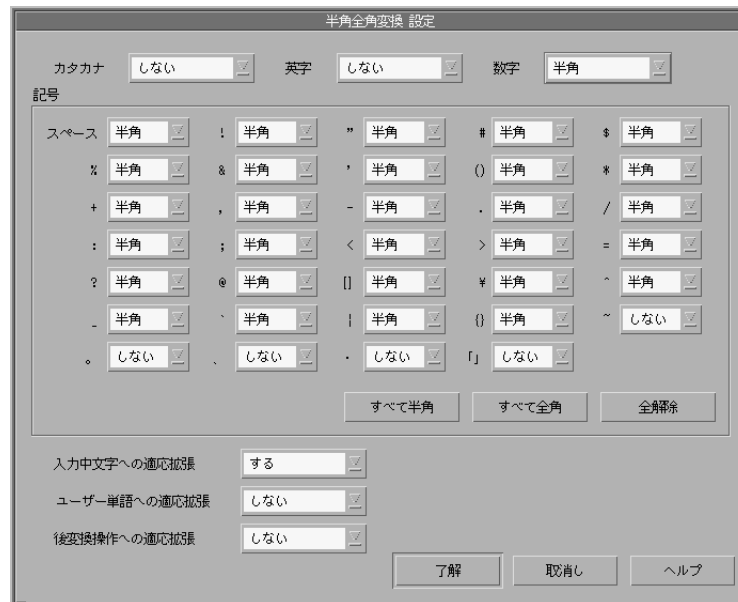 半角全角変換 設定
カタカナ しない 英字 しない 数字 半角
記号
スペース 半角 ! 半角 ” 半角 # 半角 $ 半角
% 半角 & 半角 ’ 半角 () 半角 * 半角
+ 半角 , 半角 - 半角 . 半角 / 半角
: 半角 ; 半角 < 半角 > 半角 = 半角
? 半角 @ 半角 [] 半角 ¥ 半角 ^ 半角
_ 半角 ` 半角 ¦ 半角 {} 半角 ~ しない
。 しない 、 しない ・ しない 「」 しない
すべて半角 すべて全角 全解除
入力中文字への適応拡張 する
ユーザー単語への適応拡張 しない
後変換操作への適応拡張 しない
了解 取消し ヘルプ